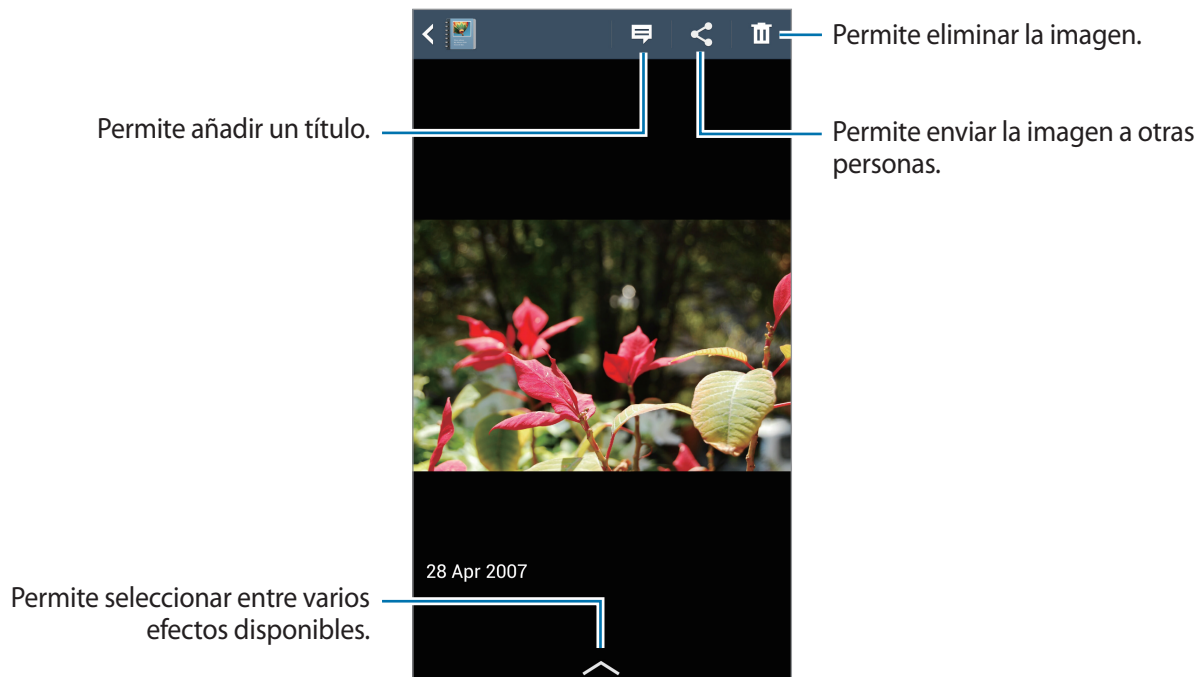 Permite eliminar la imagen.
Permite añadir un título.
Permite enviar la imagen a otras
personas.
28 Apr 2007
Permite seleccionar entre varios
efectos disponibles.